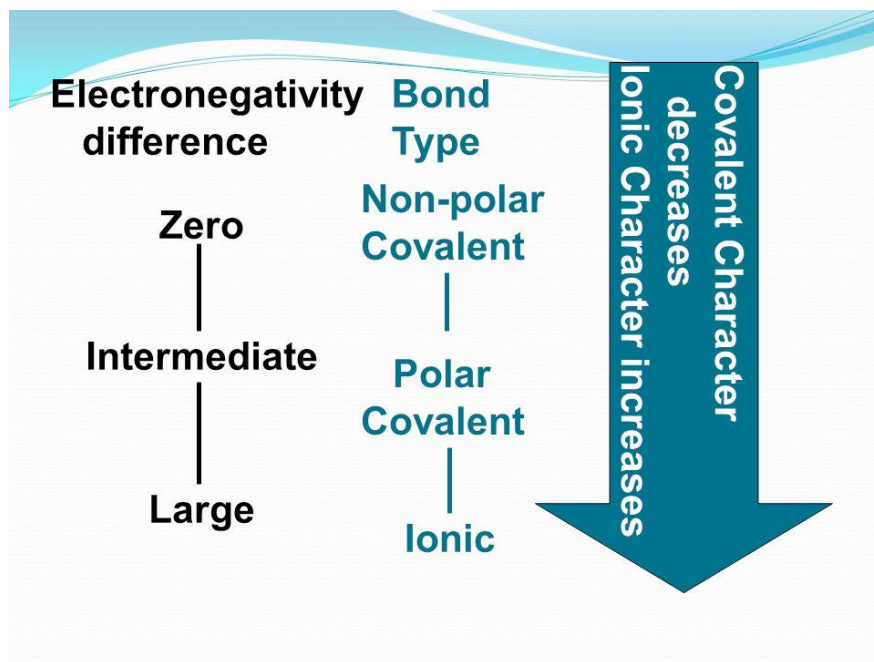 Electronegativity
difference
Bond
Type
Zero
Intermediate
Large
Non-polar
Covalent
Polar
Covalent
Ionic
Covalent Character
decreases
Ionic Character increases